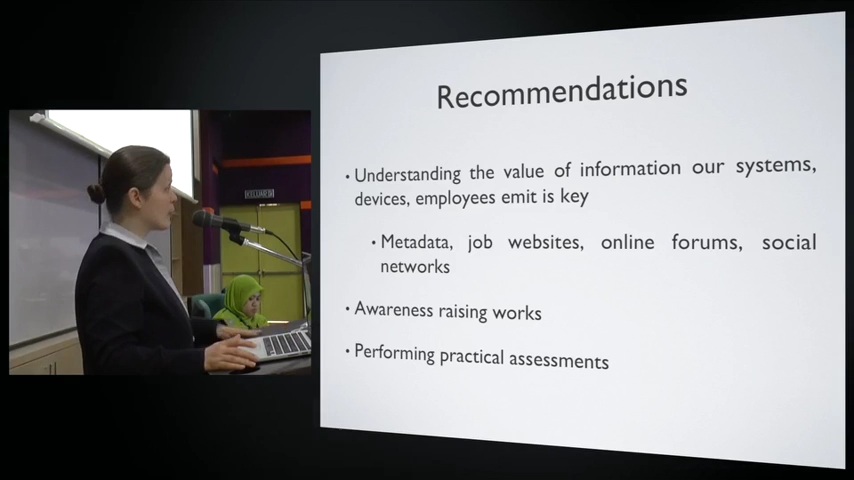 Recommendations
• Understanding the value of information our systems,
devices, employees emit is key
• Metadata, job websites, online forums, social
networks
• Awareness raising works
• Performing practical assessments
KELUAR